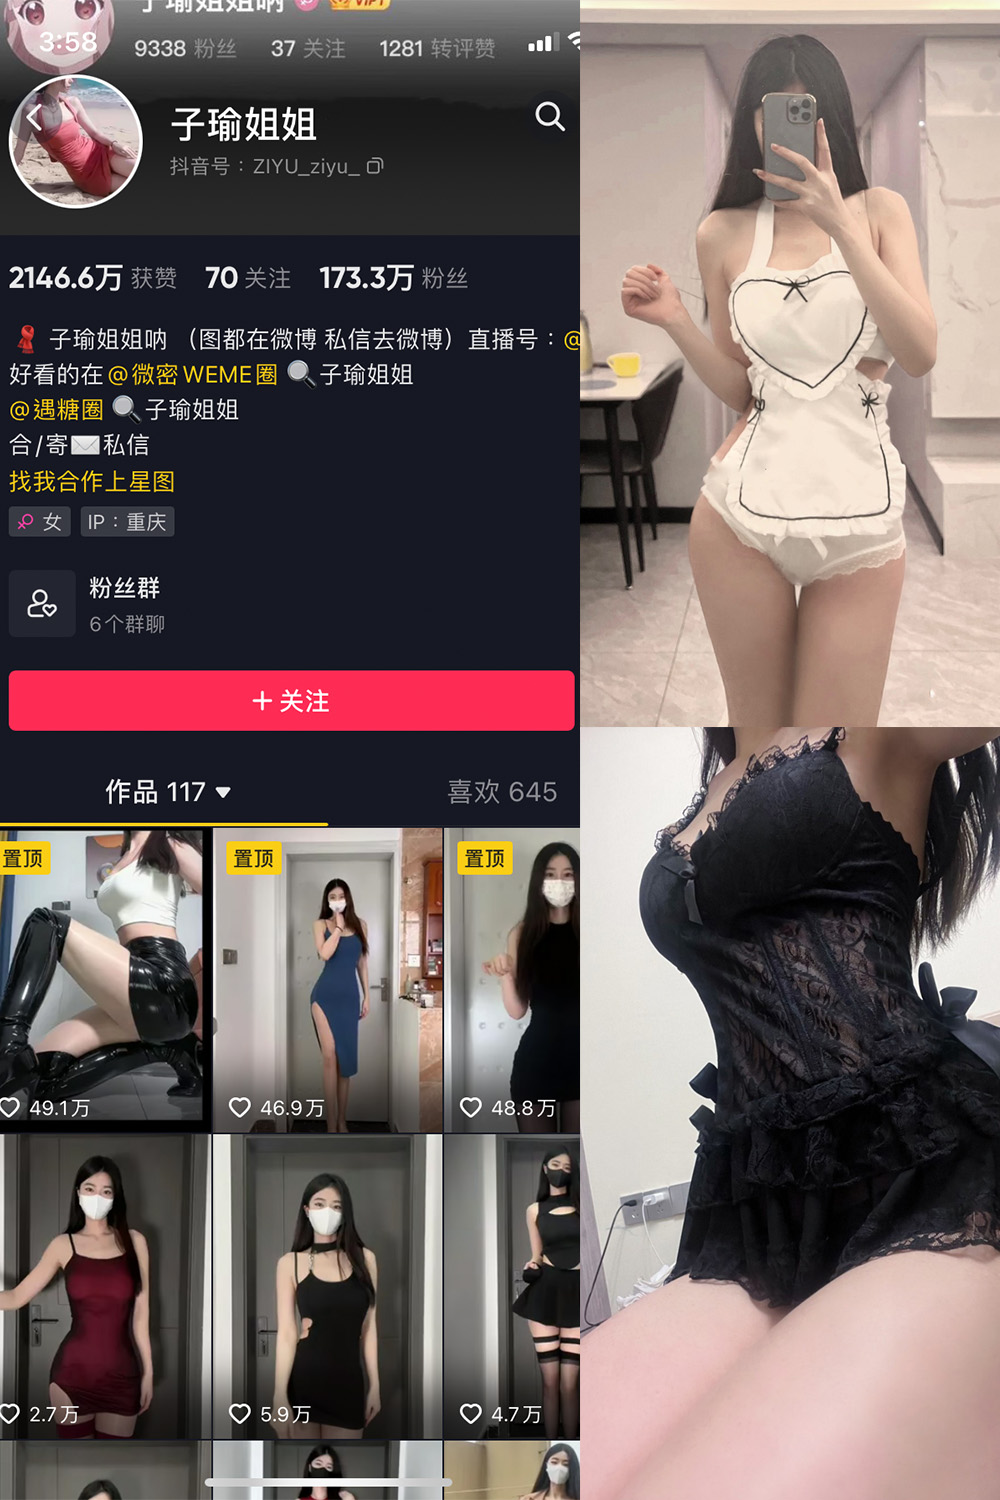 子瑜姐姐呐 VIP1
3:58
9338 粉丝 37 关注 1281 转评赞
子瑜姐姐
抖音号：ZIYU_ziyu_
2146.6万 获赞 70 关注 173.3万 粉丝
子瑜姐姐呐 （图都在微博 私信去微博）直播号：@
好看的在 @微密WEME圈 🔍子瑜姐姐
@遇糖圈 🔍子瑜姐姐
合/寄✉️私信
找我合作上星图
♀ 女 IP：重庆
粉丝群
6个群聊
+ 关注
作品 117 ▼ 喜欢 645
置顶 置顶 置顶
49.1万 46.9万 48.8万
2.7万 5.9万 4.7万